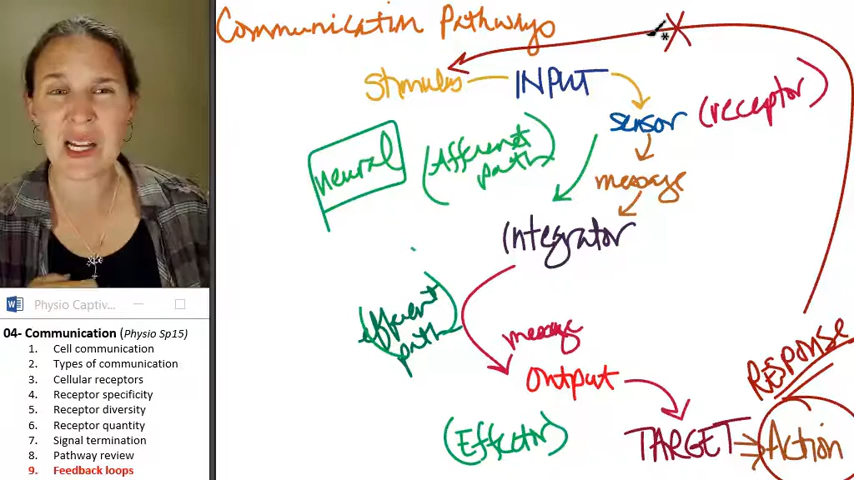 Communication Pathways
stimulus INPUT
sensor (receptor)
neural (Afferent path)
message
Integrator
efferent path
message
Output
RESPONSE
(Effector) TARGET Action
Physio Captiv...
04- Communication (Physio Sp15)
1. Cell communication
2. Types of communication
3. Cellular receptors
4. Receptor specificity
5. Receptor diversity
6. Receptor quantity
7. Signal termination
8. Pathway review
9. Feedback loops